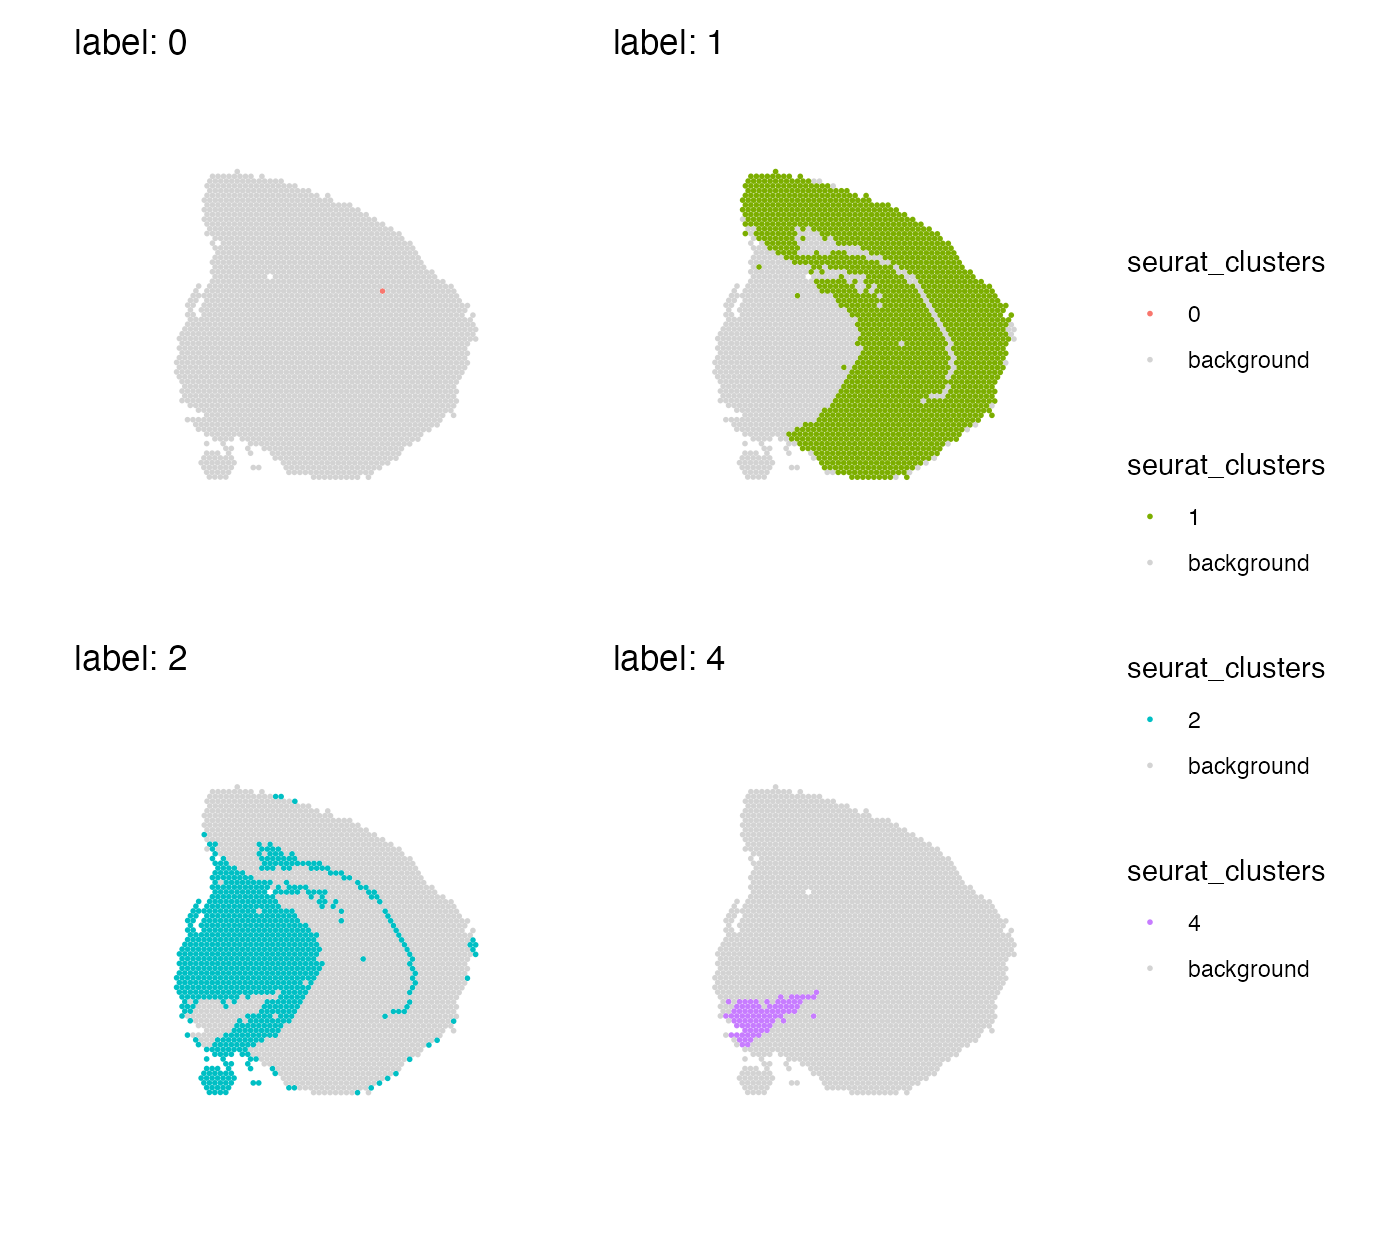 label: 0
label: 1
seurat_clusters
0
background
seurat_clusters
1
background
label: 2
label: 4
seurat_clusters
2
background
seurat_clusters
4
background